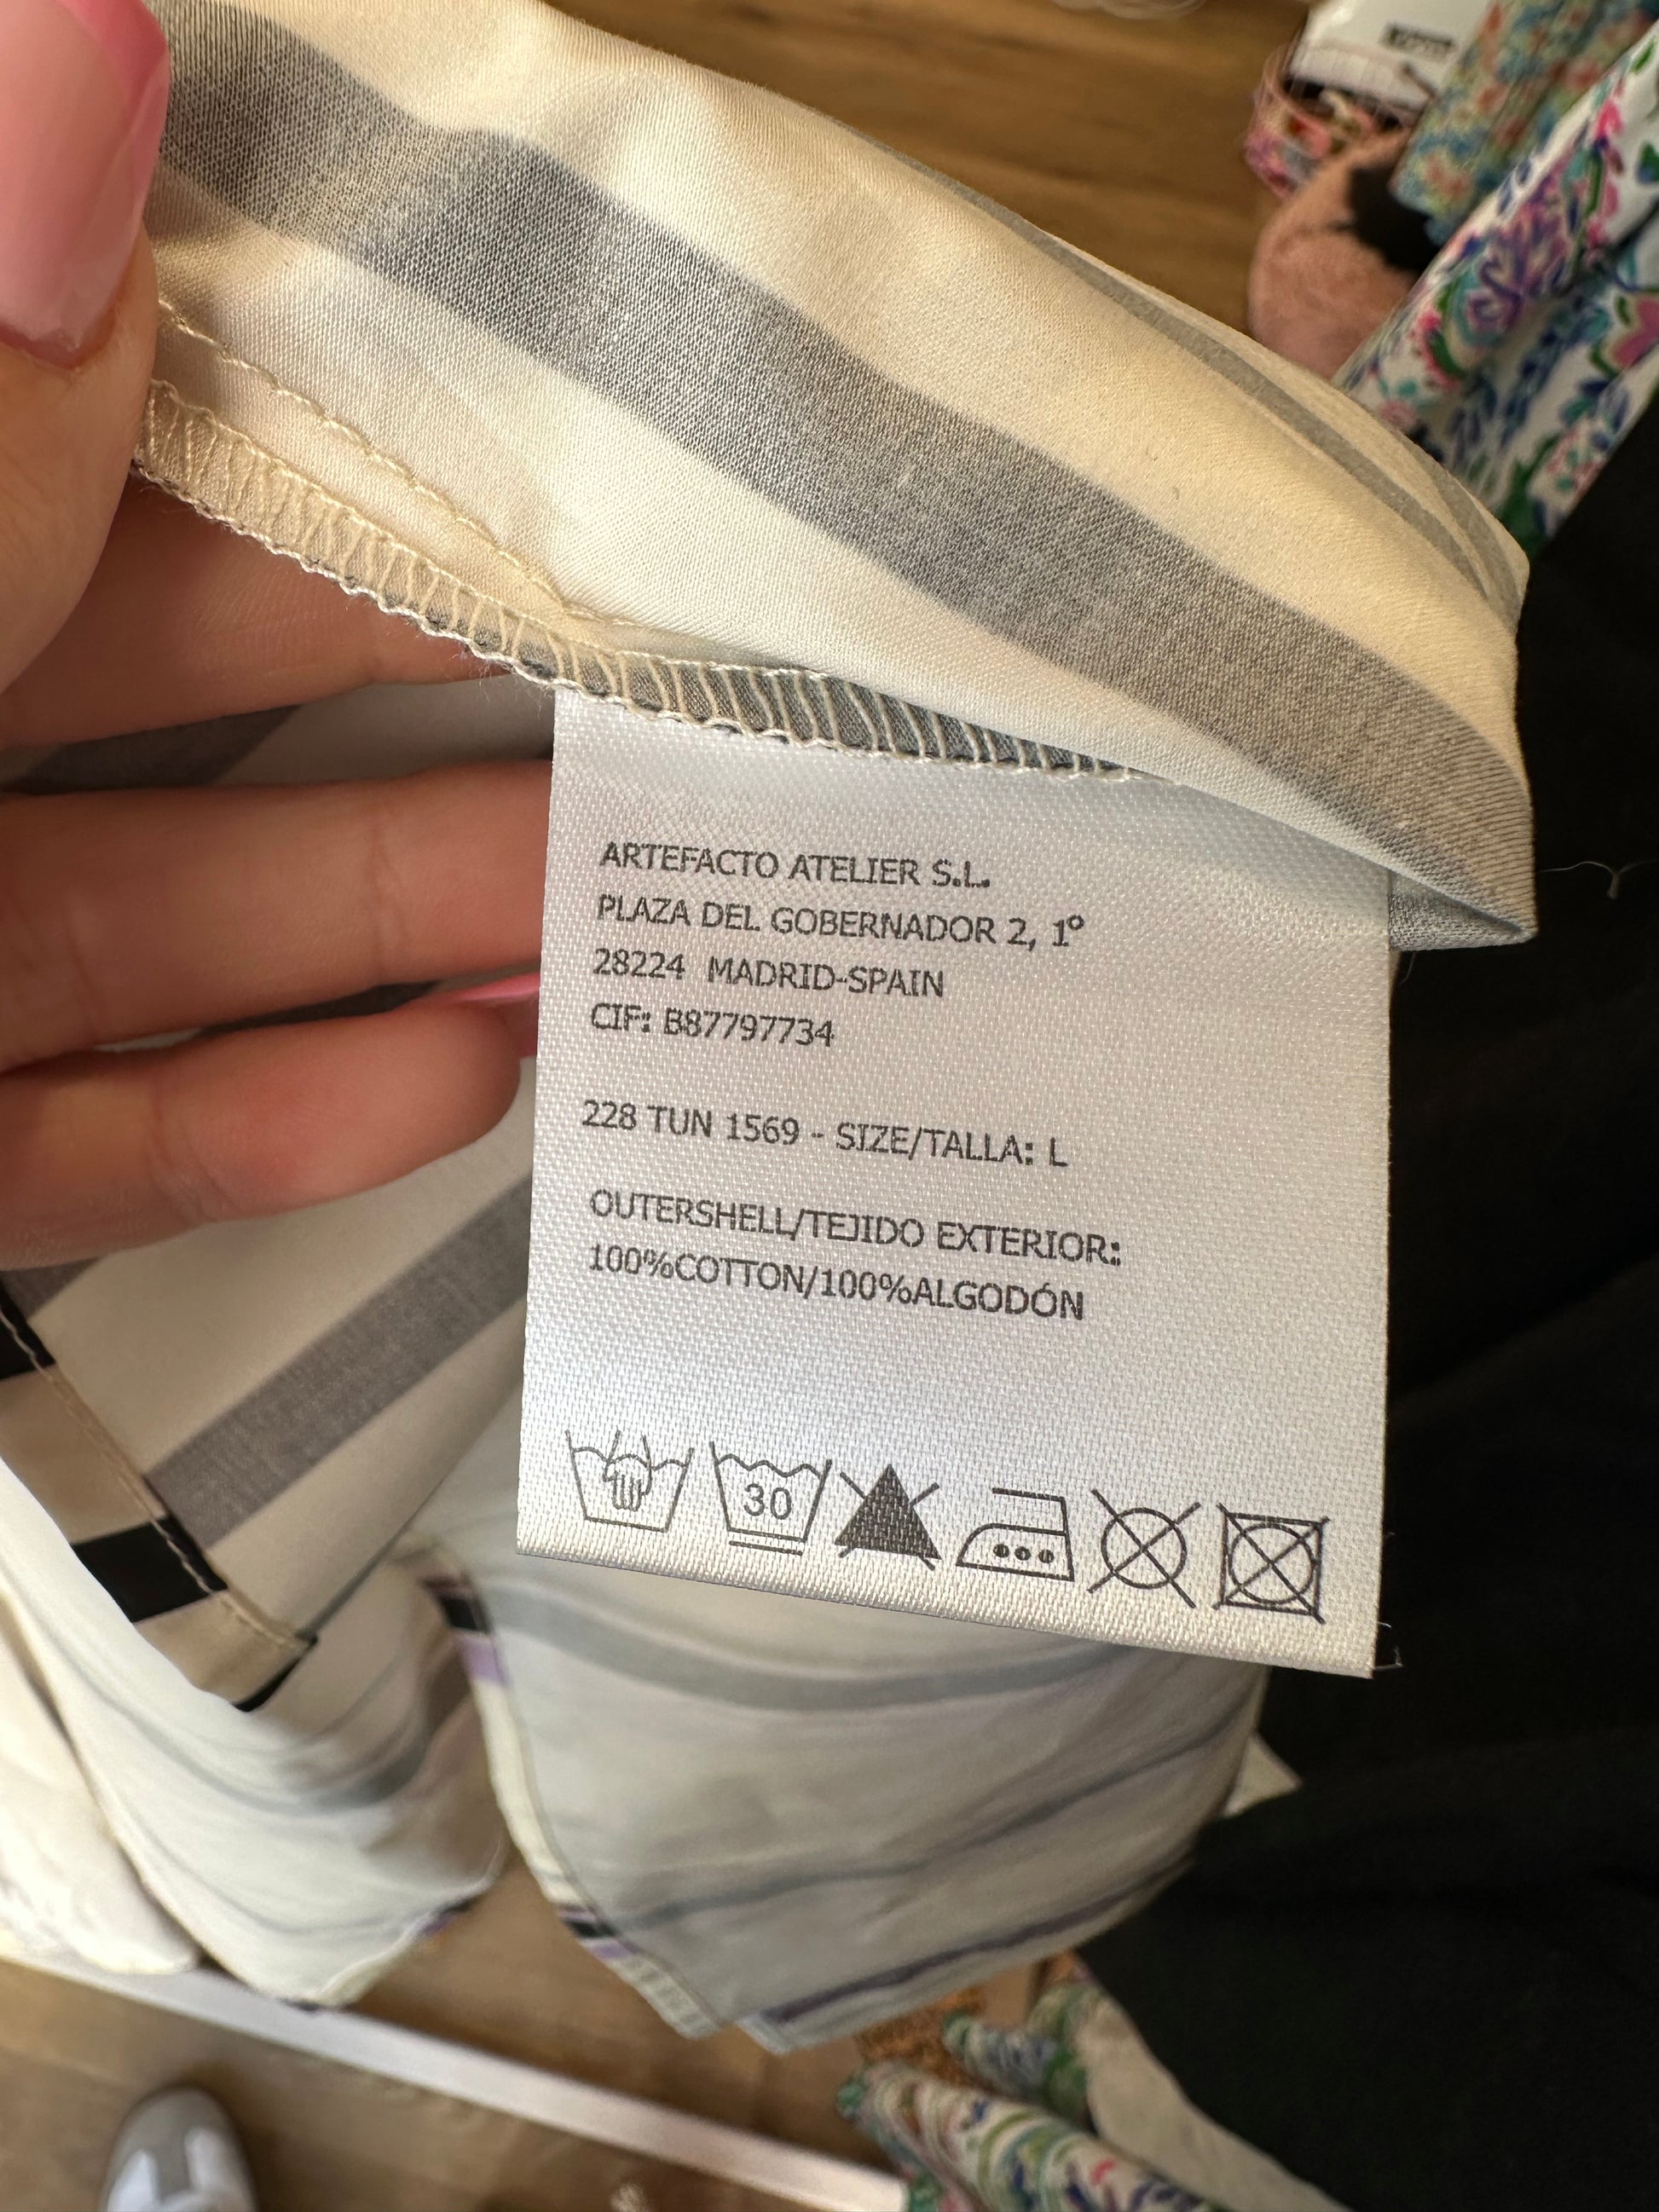 ARTEFACTO ATELIER S.L.
PLAZA DEL GOBERNADOR 2, 1º
28224 MADRID-SPAIN
CIF: B87797734
228 TUN 1569 - SIZE/TALLA: L
OUTERSHELL/TEJIDO EXTERIOR:
100%COTTON/100%ALGODÓN
30